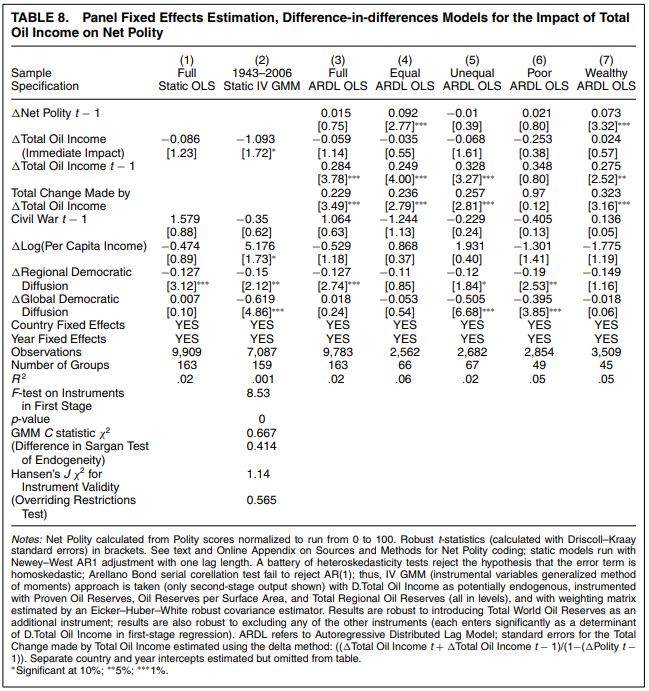 TABLE 8. Panel Fixed Effects Estimation, Difference-in-differences Models for the Impact of Total
Oil Income on Net Polity
(1) (2) (3) (4) (5) (6) (7)
Sample Full 1943–2006 Full Equal Unequal Poor Wealthy
Specification Static OLS Static IV GMM ARDL OLS ARDL OLS ARDL OLS ARDL OLS ARDL OLS
ΔNet Polity t − 1 0.015 0.092 −0.01 0.021 0.073
[0.75] [2.77]*** [0.39] [0.80] [3.32]***
ΔTotal Oil Income −0.086 −1.093 −0.059 −0.035 −0.068 −0.253 0.024
(Immediate Impact) [1.23] [1.72]* [1.14] [0.55] [1.61] [0.38] [0.57]
ΔTotal Oil Income t − 1 0.284 0.249 0.328 0.348 0.275
[3.78]*** [4.00]*** [3.27]*** [0.80] [2.52]**
Total Change Made by 0.229 0.236 0.257 0.97 0.323
ΔTotal Oil Income [3.49]*** [2.79]*** [2.81]*** [0.12] [3.16]***
Civil War t − 1 1.579 −0.35 1.064 −1.244 −0.229 −0.405 0.136
[0.88] [0.62] [0.63] [1.13] [0.24] [0.13] [0.05]
ΔLog(Per Capita Income) −0.474 5.176 −0.529 0.868 1.931 −1.301 −1.775
[0.89] [1.73]* [1.18] [0.37] [0.40] [1.41] [1.19]
ΔRegional Democratic −0.127 −0.15 −0.127 −0.11 −0.12 −0.19 −0.149
Diffusion [3.12]*** [2.12]** [2.74]*** [0.85] [1.84]* [2.53]** [1.16]
ΔGlobal Democratic 0.007 −0.619 0.018 −0.053 −0.505 −0.395 −0.018
Diffusion [0.10] [4.86]*** [0.24] [0.54] [6.68]*** [3.85]*** [0.06]
Country Fixed Effects YES YES YES YES YES YES YES
Year Fixed Effects YES YES YES YES YES YES YES
Observations 9,909 7,087 9,783 2,562 2,682 2,854 3,509
Number of Groups 163 159 163 66 67 49 45
R² .02 .001 .02 .06 .02 .05 .05
F-test on Instruments 8.53
in First Stage
p-value 0
GMM C statistic χ² 0.667
(Difference in Sargan Test 0.414
of Endogeneity)
Hansen's J χ² for 1.14
Instrument Validity
(Overriding Restrictions 0.565
Test)
Notes: Net Polity calculated from Polity scores normalized to run from 0 to 100. Robust t-statistics (calculated with Driscoll–Kraay
standard errors) in brackets. See text and Online Appendix on Sources and Methods for Net Polity coding; static models run with
Newey–West AR1 adjustment with one lag length. A battery of heteroskedasticity tests reject the hypothesis that the error term is
homoskedastic; Arellano Bond serial corellation test fail to reject AR(1); thus, IV GMM (instrumental variables generalized method
of moments) approach is taken (only second-stage output shown) with D.Total Oil Income as potentially endogenous, instrumented
with Proven Oil Reserves, Oil Reserves per Surface Area, and Total Regional Oil Reserves (all in levels), and with weighting matrix
estimated by an Eicker–Huber–White robust covariance estimator. Results are robust to introducing Total World Oil Reserves as an
additional instrument; results are also robust to excluding any of the other instruments (each enters significantly as a determinant
of D.Total Oil Income in first-stage regression). ARDL refers to Autoregressive Distributed Lag Model; standard errors for the Total
Change made by Total Oil Income estimated using the delta method: ((ΔTotal Oil Income t + ΔTotal Oil Income t − 1)/(1−(ΔPolity t −
1)). Separate country and year intercepts estimated but omitted from table.
*Significant at 10%; **5%; ***1%.